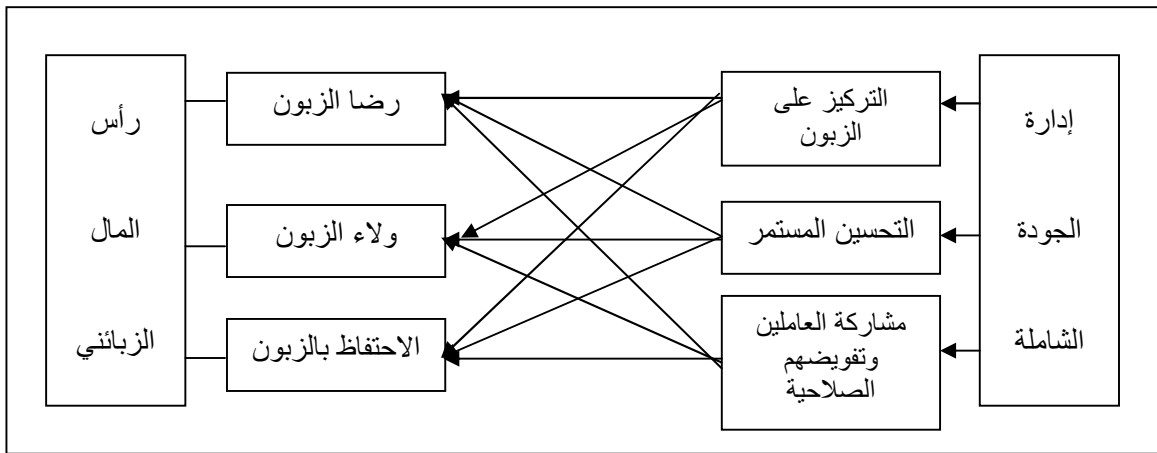 إدارة
الجودة
الشاملة
التركيز على
الزبون
التحسين المستمر
مشاركة العاملين
وتفويضهم
الصلاحية
رضا الزبون
ولاء الزبون
الاحتفاظ بالزبون
رأس
المال
الزبائني